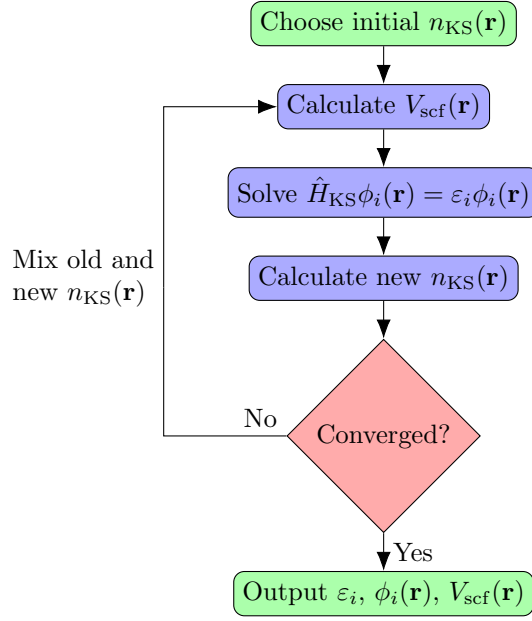 Choose initial n_KS(r)
Calculate V_scf(r)
Solve Ĥ_KS ϕ_i(r) = ε_i ϕ_i(r)
Mix old and
new n_KS(r)
Calculate new n_KS(r)
No
Converged?
Yes
Output ε_i, ϕ_i(r), V_scf(r)